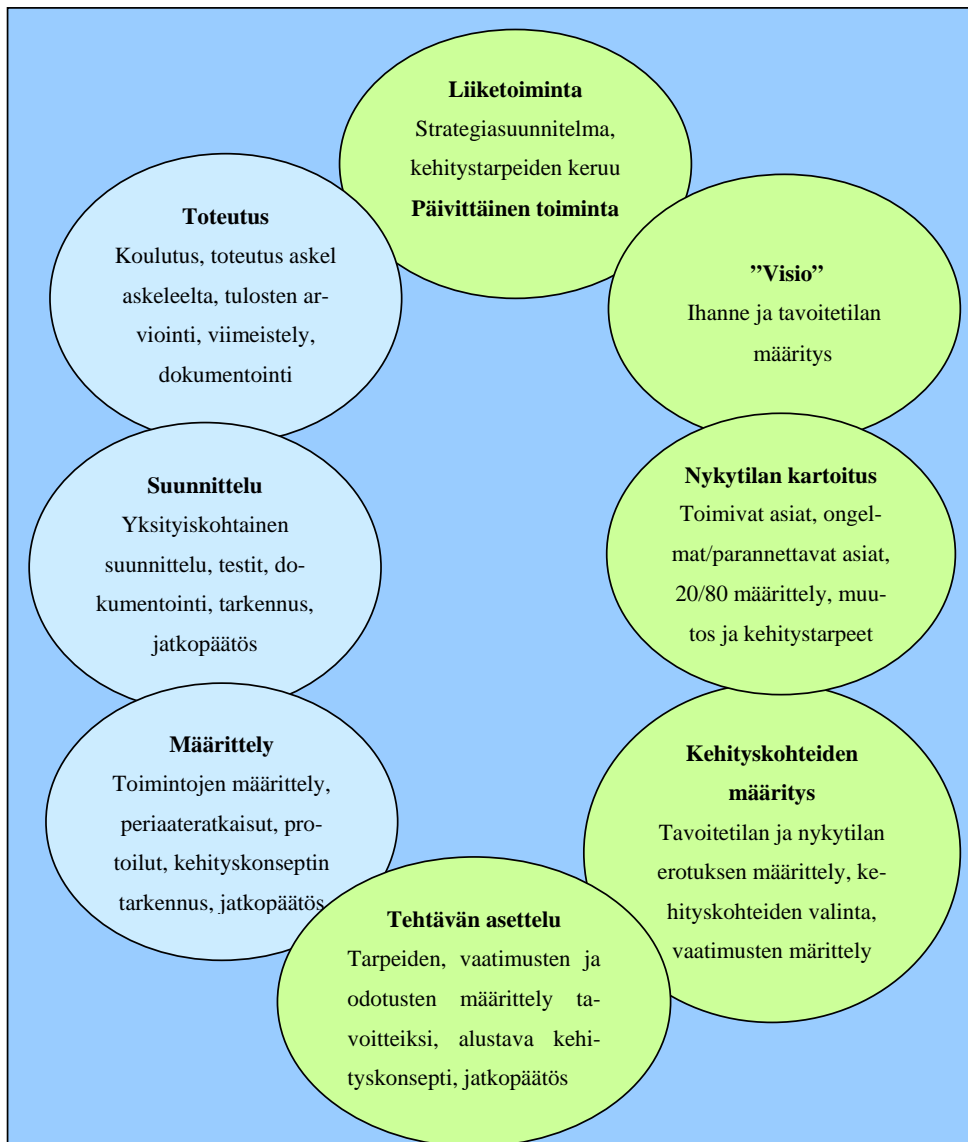 Liiketoiminta
Strategiasuunnitelma,
kehitystarpeiden keruu
Päivittäinen toiminta
”Visio”
Ihanne ja tavoitetilan
määritys
Nykytilan kartoitus
Toimivat asiat, ongel-
mat/parannettavat asiat,
20/80 määrittely, muu-
tos ja kehitystarpeet
Kehityskohteiden
määritys
Tavoitetilan ja nykytilan
erotuksen määrittely, ke-
hityskohteiden valinta,
vaatimusten märittely
Tehtävän asettelu
Tarpeiden, vaatimusten ja
odotusten määrittely ta-
voitteiksi, alustava kehi-
tyskonsepti, jatkopäätös
Määrittely
Toimintojen määrittely,
periaateratkaisut, pro-
toilut, kehityskonseptin
tarkennus, jatkopäätös
Suunnittelu
Yksityiskohtainen
suunnittelu, testit, do-
kumentointi, tarkennus,
jatkopäätös
Toteutus
Koulutus, toteutus askel
askeleelta, tulosten ar-
viointi, viimeistely,
dokumentointi